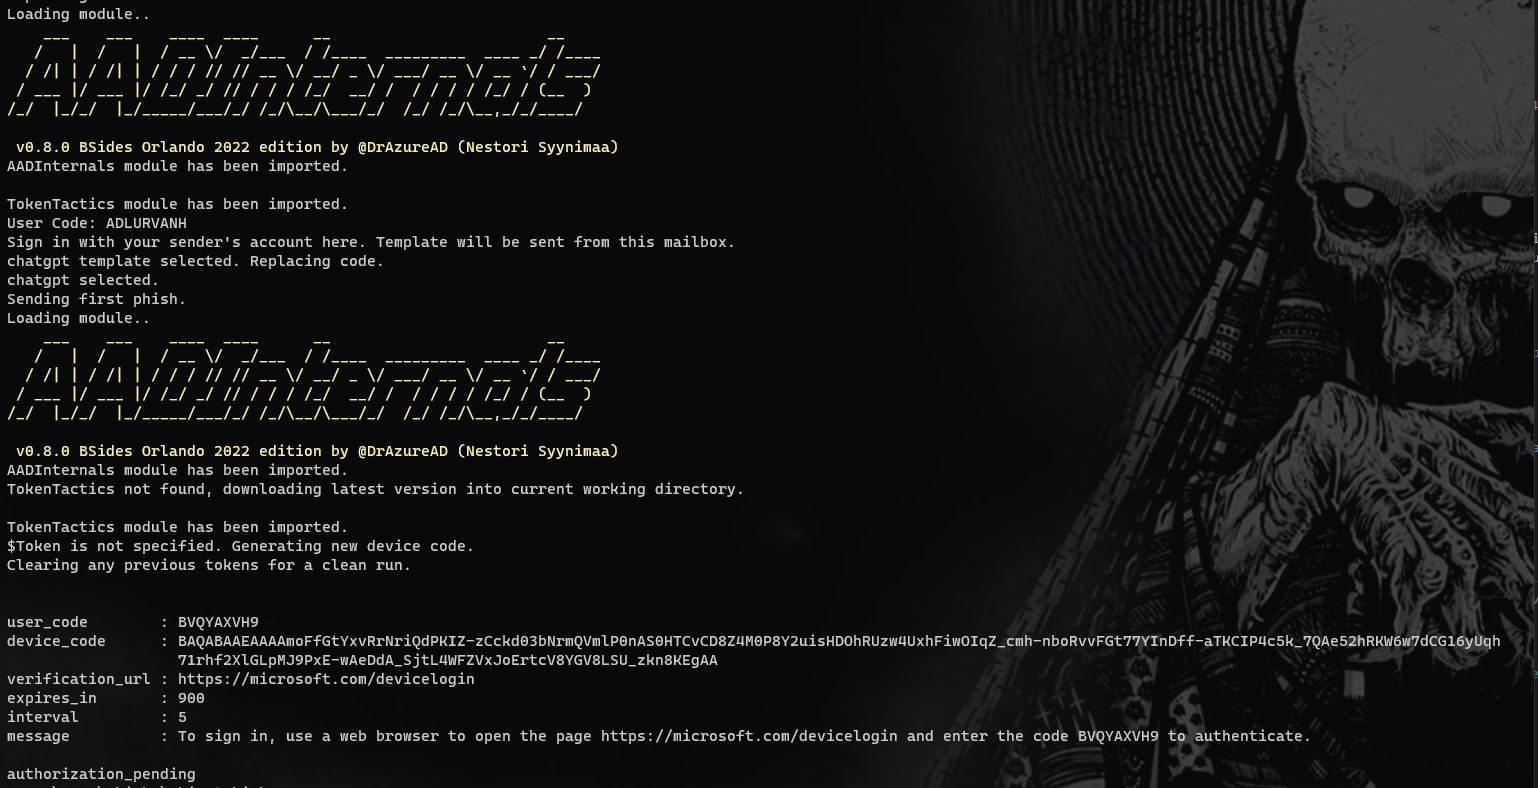 Loading module..
AADInternals
v0.8.0 BSides Orlando 2022 edition by @DrAzureAD (Nestori Syynimaa)
AADInternals module has been imported.
TokenTactics module has been imported.
User Code: ADLURVANH
Sign in with your sender's account here. Template will be sent from this mailbox.
chatgpt template selected. Replacing code.
chatgpt selected.
Sending first phish.
Loading module..
AADInternals
v0.8.0 BSides Orlando 2022 edition by @DrAzureAD (Nestori Syynimaa)
AADInternals module has been imported.
TokenTactics not found, downloading latest version into current working directory.
TokenTactics module has been imported.
$Token is not specified. Generating new device code.
Clearing any previous tokens for a clean run.
user_code : BVQYAXVH9
device_code : BAQABAAEAAAAmoFfGtYxvRrNriQdPKIZ-zCckd03bNrmQVmlP0nAS0HTCvCD8Z4M0P8Y2uisHDOhRUzw4UxhFiwOIqZ_cmh-nboRvvFGt77YInDff-aTKCIP4c5k_7QAe52hRKW6w7dCG16yUqh
71rhf2XlGLpMJ9PxE-wAeDdA_SjtL4WFZVxJoErtcV8YGV8LSU_zkn8KEgAA
verification_url : https://microsoft.com/devicelogin
expires_in : 900
interval : 5
message : To sign in, use a web browser to open the page https://microsoft.com/devicelogin and enter the code BVQYAXVH9 to authenticate.
authorization_pending